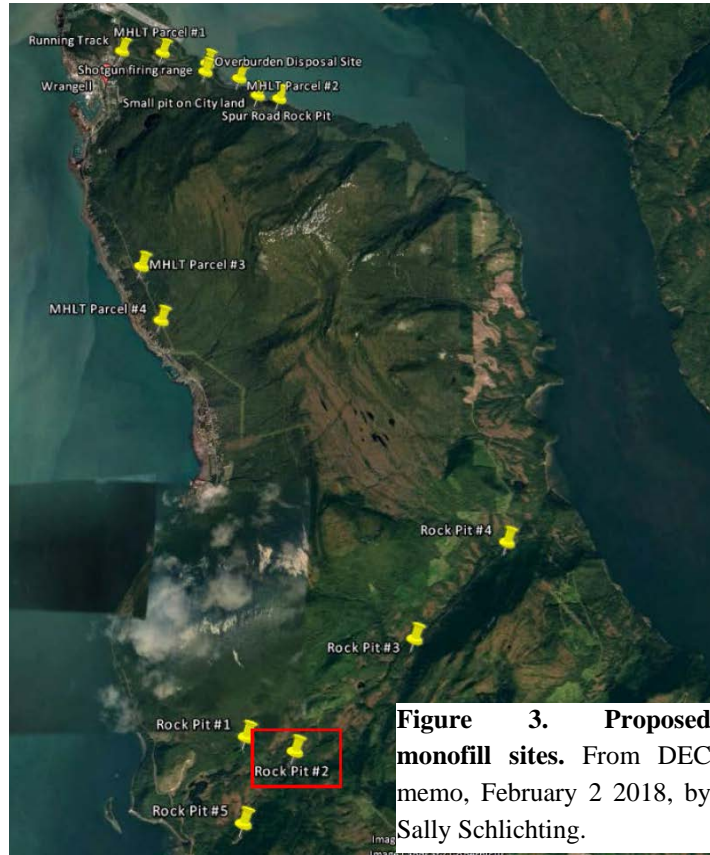 MHLT Parcel #1
Running Track
Overburden Disposal Site
Shotgun firing range
Wrangell
MHLT Parcel #2
Small pit on City land
Spur Road Rock Pit
MHLT Parcel #3
MHLT Parcel #4
Rock Pit #4
Rock Pit #3
Rock Pit #1
Rock Pit #2
Rock Pit #5
Figure 3. Proposed
monofill sites. From DEC
memo, February 2 2018, by
Sally Schlichting.